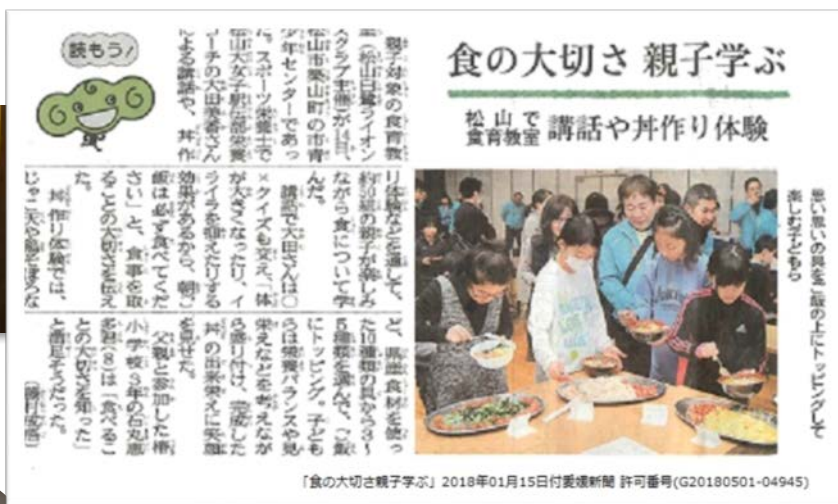 食の大切さ 親子学ぶ
松山で
食育教室
講話や丼作り体験
読もう!
親子対象の食育教
室(松山白鷺ライオン
ズクラブ主催)が14日、
松山市築山町の市青
少年センターであっ
た。スポーツ栄養士で
松山大女子駅伝部栄養
コーチの大田美香さん
による講話や、丼作
り体験などを通して、
約50組の親子が楽しみ
ながら食について学
んだ。
講話で大田さんは○
×クイズも交え、「体
が大きくなったり、イ
ライラを抑えたりする
効果があるから、朝ご
飯は必ず食べてくだ
さい」と、食事を取
ることの大切さを伝え
た。
丼作り体験では、
じゃこ天や鶏そぼろな
ど、県産食材を使っ
た10種類の具から3〜
5種類を選んで、ご飯
にトッピング。子ども
らは栄養バランスや見
栄えなどを考えなが
ら盛り付け、完成した
丼の出来栄えに笑顔
を見せた。
父親と参加した椿
小学校3年の石丸
君(8)は「食べるこ
との大切さを知った」
と満足そうだった。
思い思いの具をご飯の上にトッピングして
楽しむ子どもら
「食の大切さ親子学ぶ」2018年01月15日付愛媛新聞 許可番号(G20180501-04945)